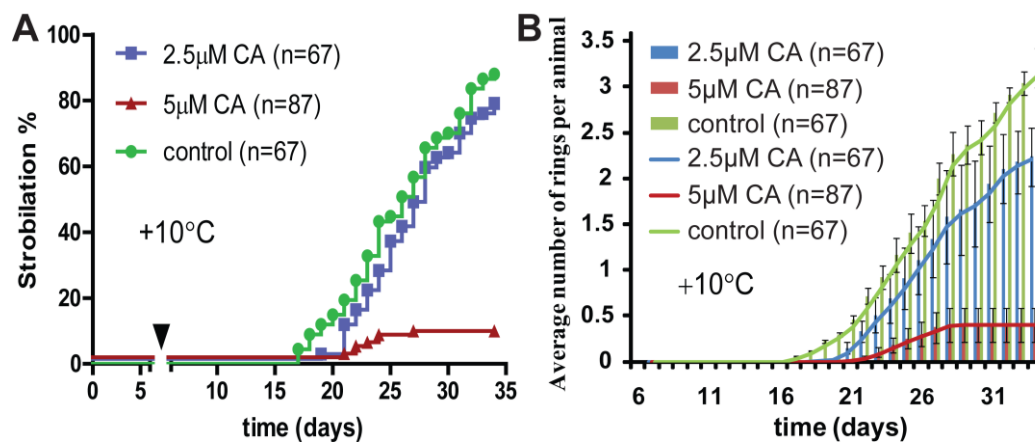 A
Strobilation %
100
80
60
40
20
0
2.5µM CA (n=67)
5µM CA (n=87)
control (n=67)
+10°C
0 5 10 15 20 25 30 35
time (days)
B
Average number of rings per animal
3.5
3
2.5
2
1.5
1
0.5
0
2.5µM CA (n=67)
5µM CA (n=87)
control (n=67)
2.5µM CA (n=67)
5µM CA (n=87)
control (n=67)
+10°C
6 11 16 21 26 31
time (days)